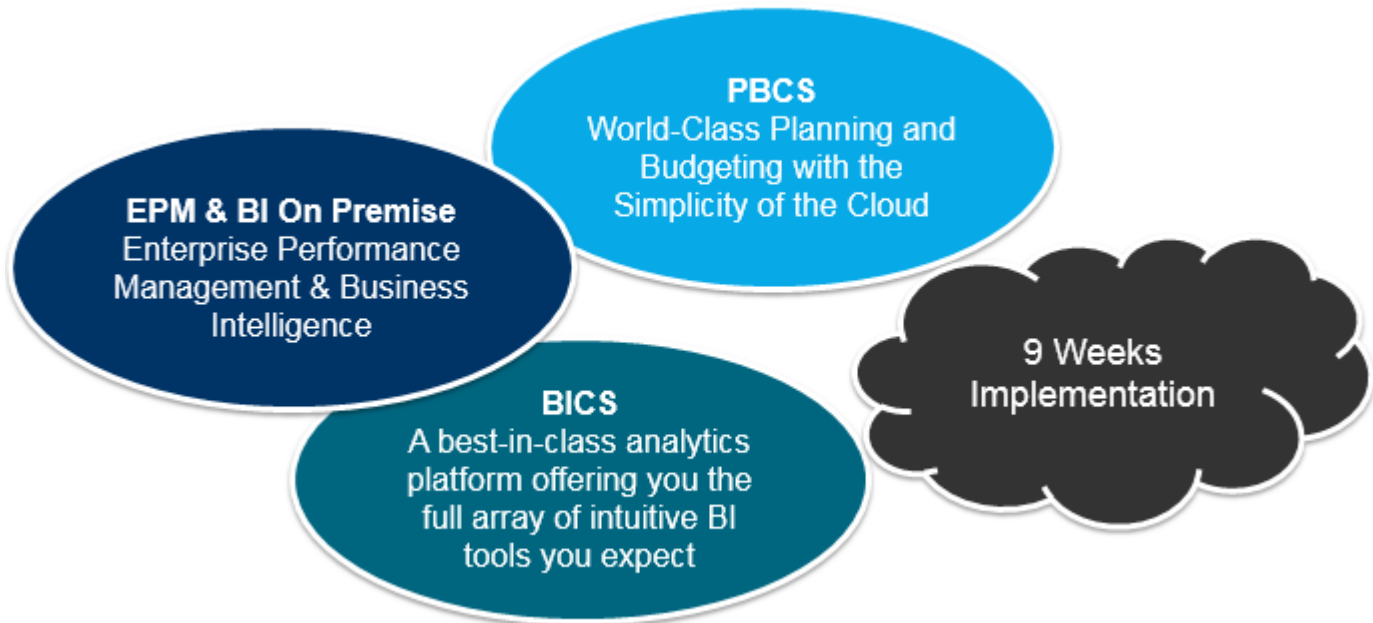 PBCS
World-Class Planning and
Budgeting with the
Simplicity of the Cloud
EPM & BI On Premise
Enterprise Performance
Management & Business
Intelligence
9 Weeks
Implementation
BICS
A best-in-class analytics
platform offering you the
full array of intuitive BI
tools you expect